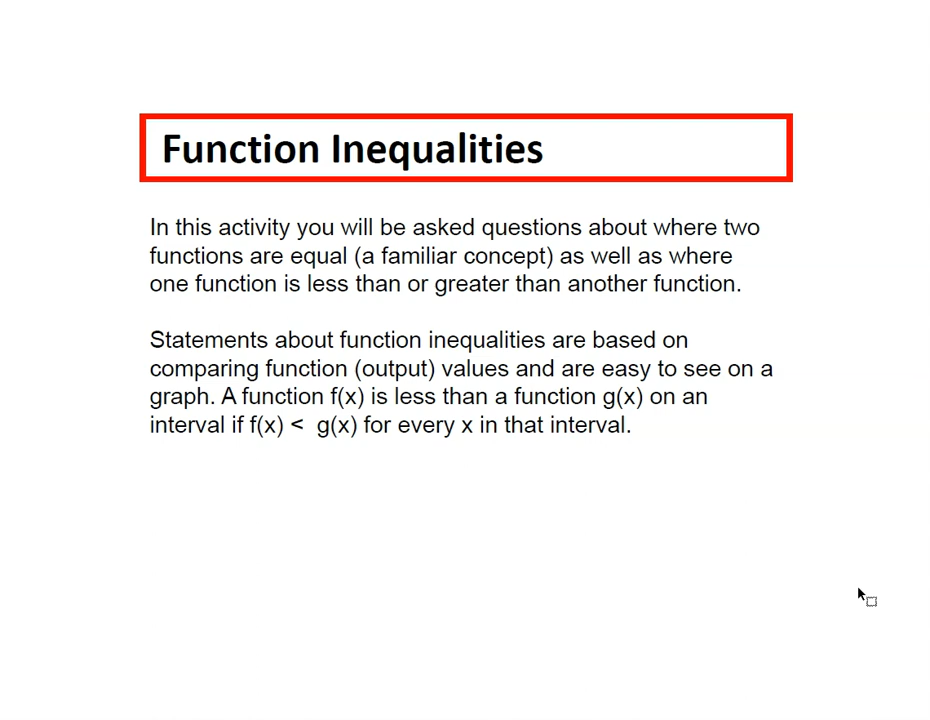 Function Inequalities
In this activity you will be asked questions about where two
functions are equal (a familiar concept) as well as where
one function is less than or greater than another function.
Statements about function inequalities are based on
comparing function (output) values and are easy to see on a
graph. A function f(x) is less than a function g(x) on an
interval if f(x) < g(x) for every x in that interval.